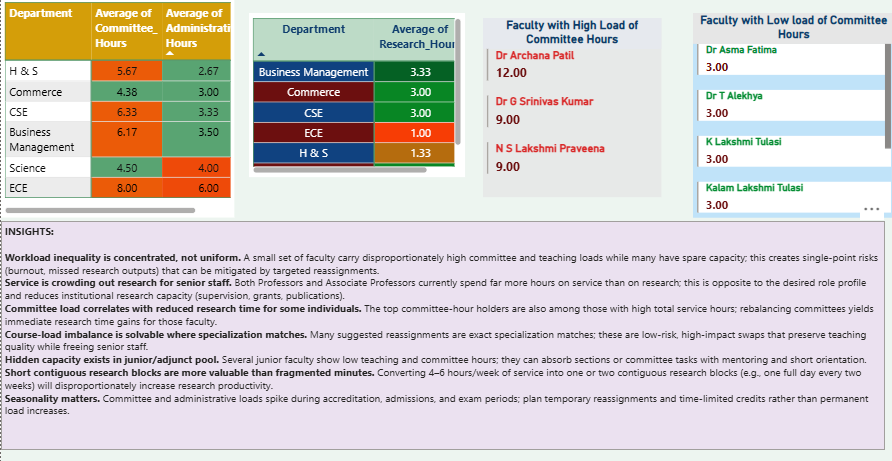 Department Average of Committee_ Hours Average of Administrati Hours
H & S 5.67 2.67
Commerce 4.38 3.00
CSE 6.33 3.33
Business Management 6.17 3.50
Science 4.50 4.00
ECE 8.00 6.00
Department Average of Research_Hour
Business Management 3.33
Commerce 3.00
CSE 3.00
ECE 1.00
H & S 1.33
Faculty with High Load of
Committee Hours
Dr Archana Patil
12.00
Dr G Srinivas Kumar
9.00
N S Lakshmi Praveena
9.00
Faculty with Low load of Committee
Hours
Dr Asma Fatima
3.00
Dr T Alekhya
3.00
K Lakshmi Tulasi
3.00
Kalam Lakshmi Tulasi
3.00
INSIGHTS:
Workload inequality is concentrated, not uniform. A small set of faculty carry disproportionately high committee and teaching loads while many have spare capacity; this creates single-point risks
(burnout, missed research outputs) that can be mitigated by targeted reassignments.
Service is crowding out research for senior staff. Both Professors and Associate Professors currently spend far more hours on service than on research; this is opposite to the desired role profile
and reduces institutional research capacity (supervision, grants, publications).
Committee load correlates with reduced research time for some individuals. The top committee-hour holders are also among those with high total service hours; rebalancing committees yields
immediate research time gains for those faculty.
Course-load imbalance is solvable where specialization matches. Many suggested reassignments are exact specialization matches; these are low-risk, high-impact swaps that preserve teaching
quality while freeing senior staff.
Hidden capacity exists in junior/adjunct pool. Several junior faculty show low teaching and committee hours; they can absorb sections or committee tasks with mentoring and short orientation.
Short contiguous research blocks are more valuable than fragmented minutes. Converting 4–6 hours/week of service into one or two contiguous research blocks (e.g., one full day every two
weeks) will disproportionately increase research productivity.
Seasonality matters. Committee and administrative loads spike during accreditation, admissions, and exam periods; plan temporary reassignments and time-limited credits rather than permanent
load increases.